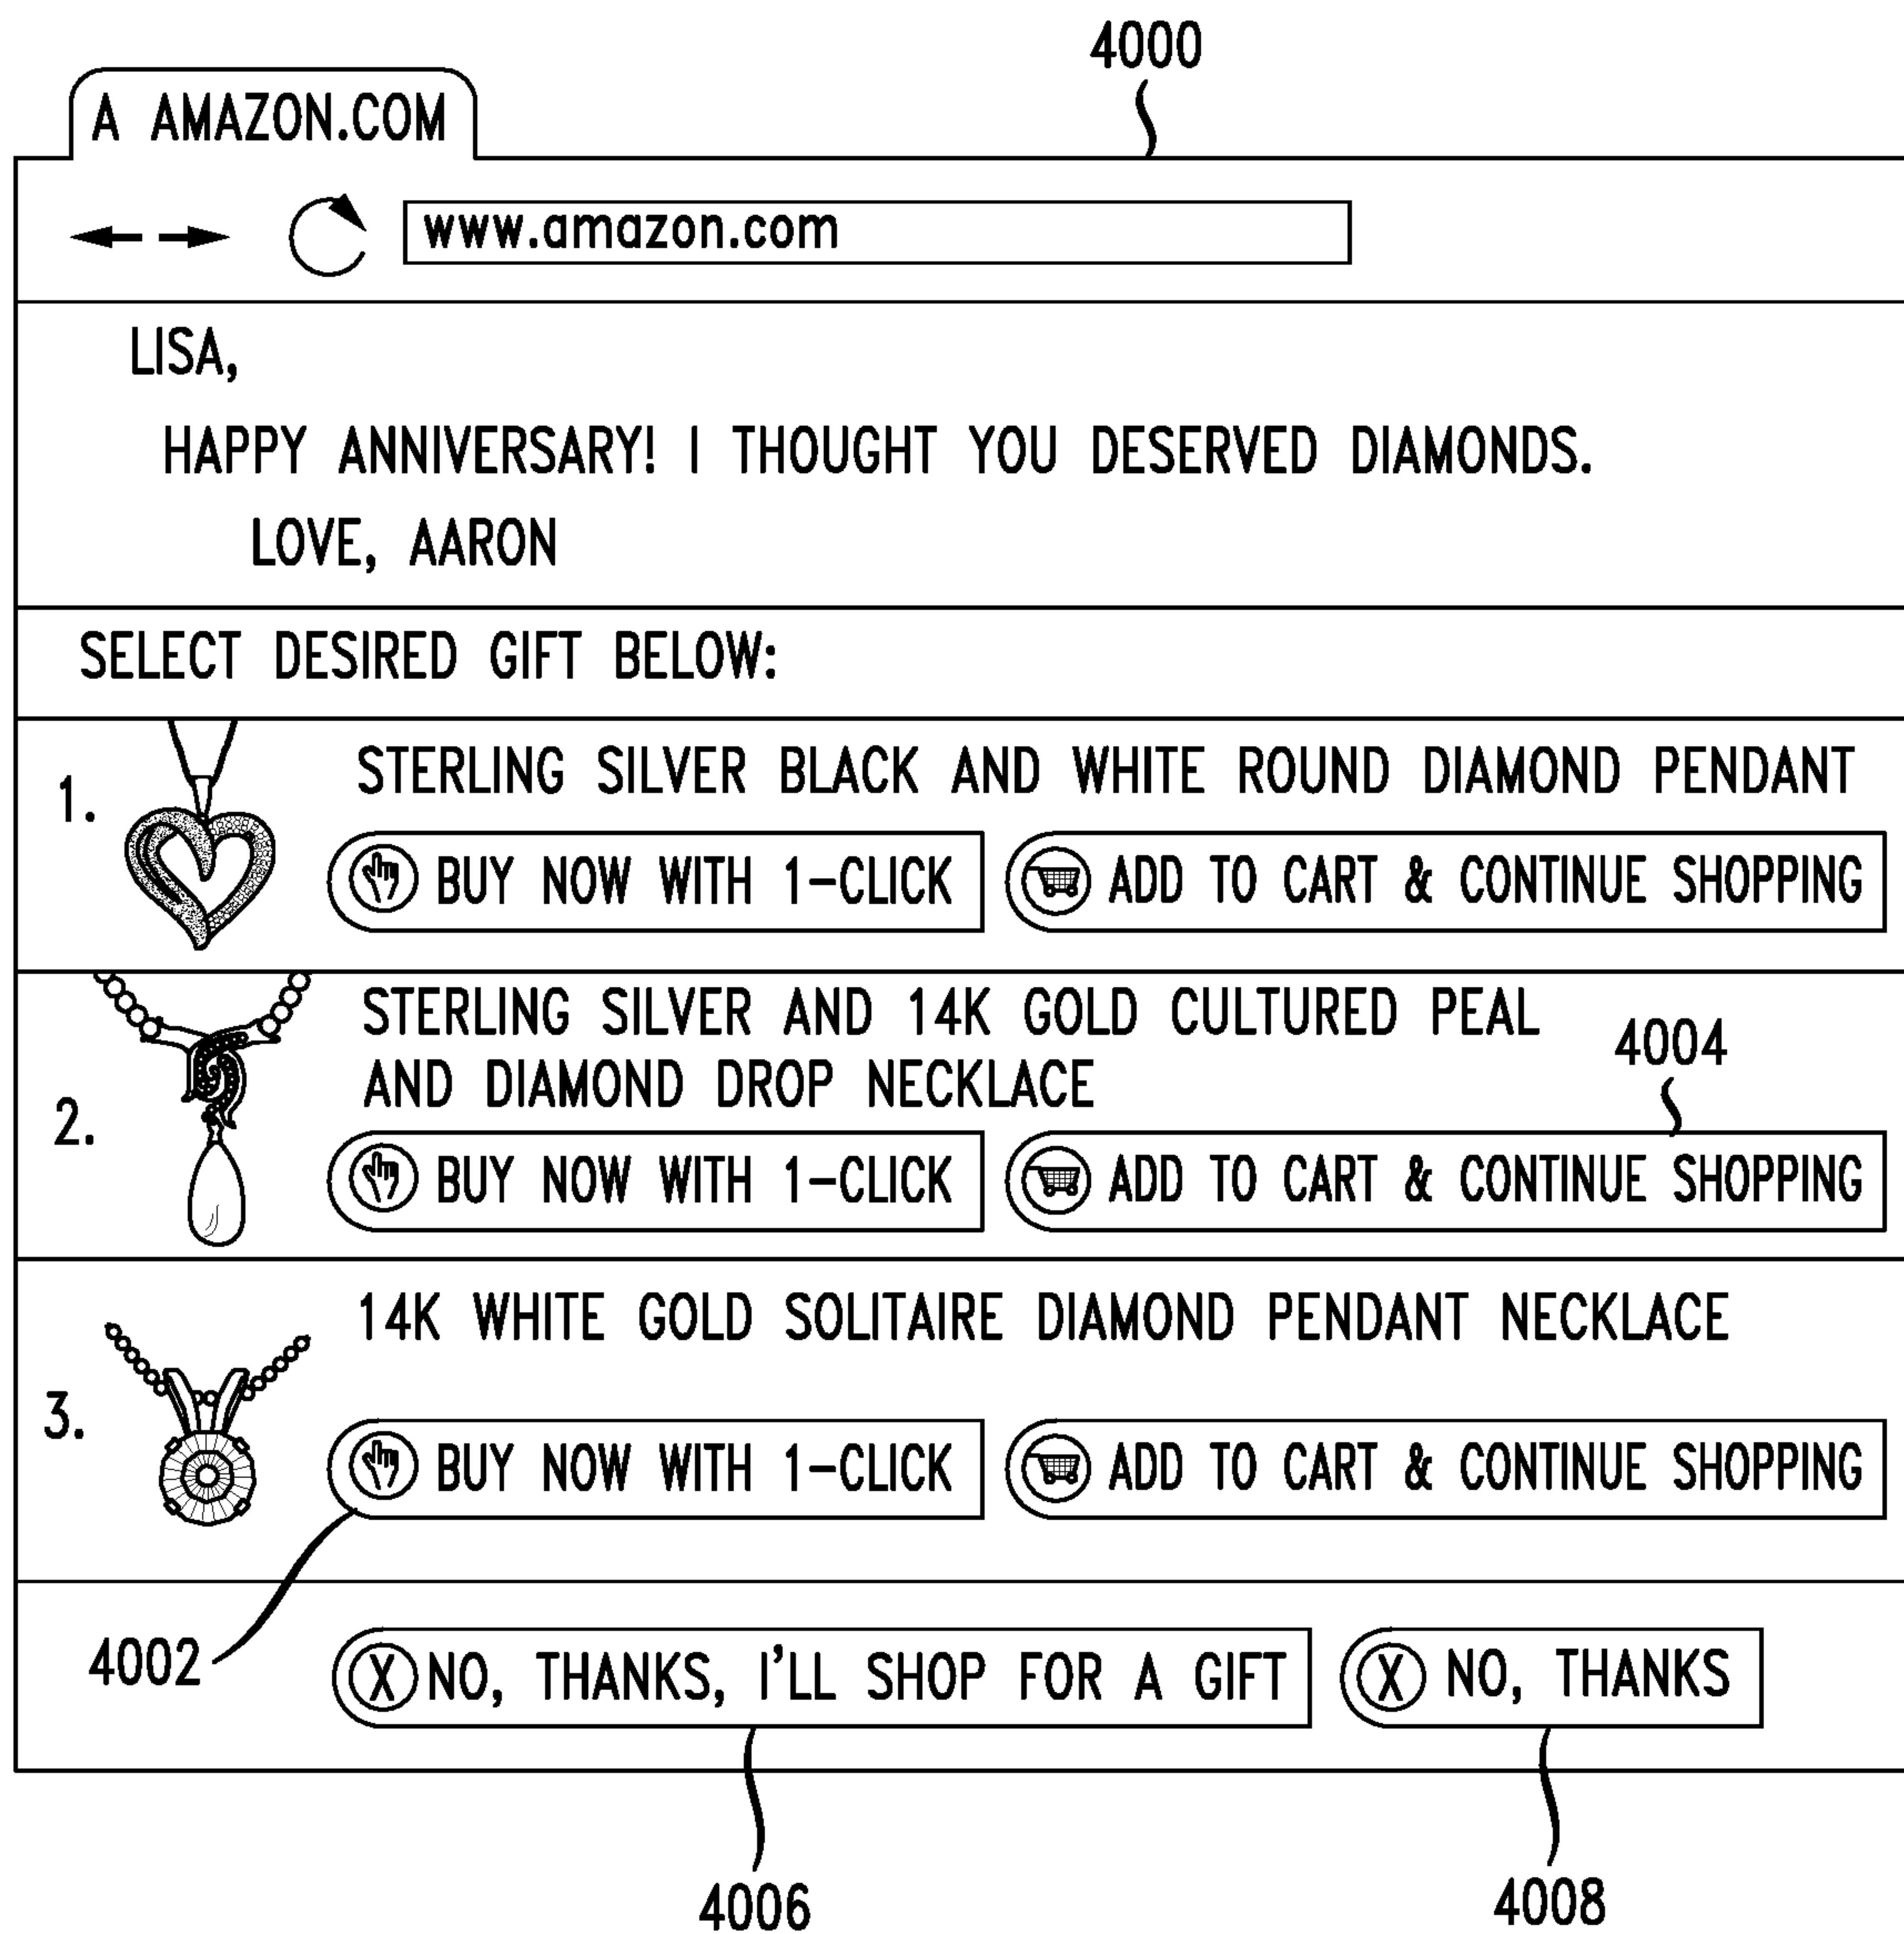 4000
A AMAZON.COM
www.amazon.com
LISA,
HAPPY ANNIVERSARY! I THOUGHT YOU DESERVED DIAMONDS.
LOVE, AARON
SELECT DESIRED GIFT BELOW:
1.
STERLING SILVER BLACK AND WHITE ROUND DIAMOND PENDANT
BUY NOW WITH 1-CLICK ADD TO CART & CONTINUE SHOPPING
2.
STERLING SILVER AND 14K GOLD CULTURED PEAL
AND DIAMOND DROP NECKLACE
4004
BUY NOW WITH 1-CLICK ADD TO CART & CONTINUE SHOPPING
3.
14K WHITE GOLD SOLITAIRE DIAMOND PENDANT NECKLACE
BUY NOW WITH 1-CLICK ADD TO CART & CONTINUE SHOPPING
4002
X NO, THANKS, I'LL SHOP FOR A GIFT X NO, THANKS
4006 4008